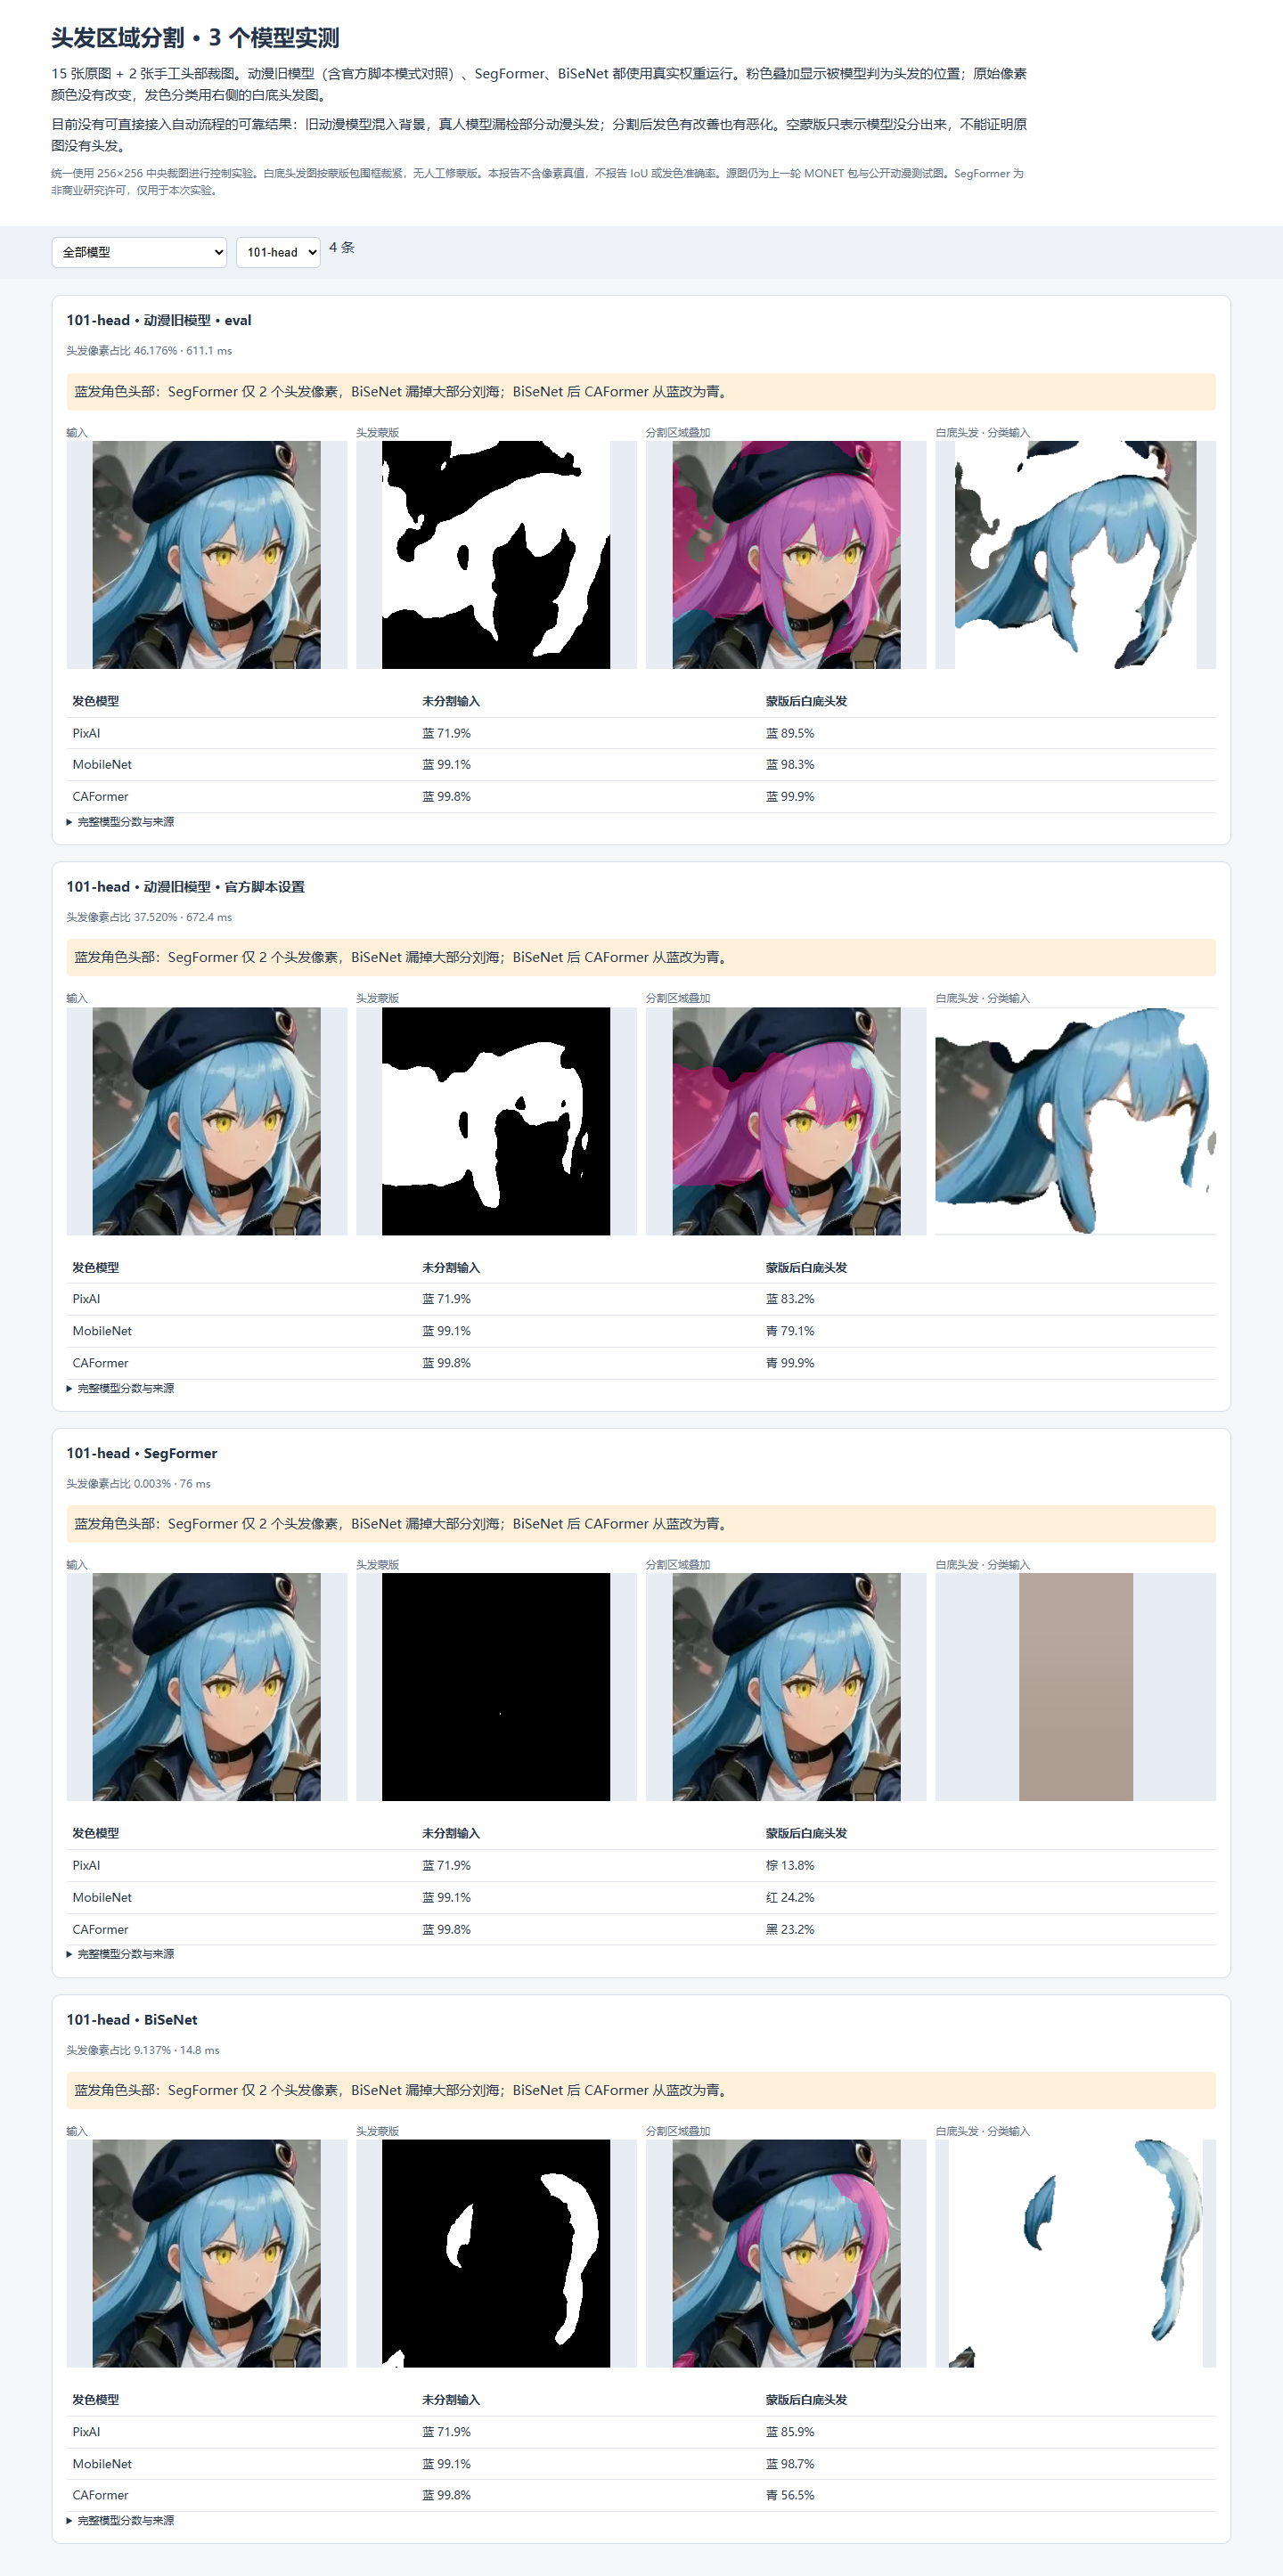 头发区域分割 • 3 个模型实测
15 张原图 + 2 张手工头部裁图。动漫旧模型（含官方脚本模式对照）、SegFormer、BiSeNet 都使用真实权重运行。粉色叠加显示被模型判为头发的位置；原始像素
颜色没有改变，发色分类用右侧的白底头发图。
目前没有可直接接入自动流程的可靠结果：旧动漫模型混入背景，真人模型漏检部分动漫头发；分割后发色有改善也有恶化。空蒙版只表示模型没分出来，不能证明原
图没有头发。
统一使用 256×256 中央裁图进行控制实验。白底头发图按蒙版包围框裁紧，无人工修蒙版。本报告不含像素真值，不报告 IoU 或发色准确率。源图仍为上一轮 MONET 包与公开动漫测试图。SegFormer 为
非商业研究许可，仅用于本次实验。
全部模型 101-head 4 条
101-head • 动漫旧模型 • eval
头发像素占比 46.176% · 611.1 ms
蓝发角色头部：SegFormer 仅 2 个头发像素，BiSeNet 漏掉大部分刘海；BiSeNet 后 CAFormer 从蓝改为青。
输入 头发蒙版 分割区域叠加 白底头发 · 分类输入
发色模型 未分割输入 蒙版后白底头发
PixAI 蓝 71.9% 蓝 89.5%
MobileNet 蓝 99.1% 蓝 98.3%
CAFormer 蓝 99.8% 蓝 99.9%
▶ 完整模型分数与来源
101-head • 动漫旧模型 • 官方脚本设置
头发像素占比 37.520% · 672.4 ms
蓝发角色头部：SegFormer 仅 2 个头发像素，BiSeNet 漏掉大部分刘海；BiSeNet 后 CAFormer 从蓝改为青。
输入 头发蒙版 分割区域叠加 白底头发 · 分类输入
发色模型 未分割输入 蒙版后白底头发
PixAI 蓝 71.9% 蓝 83.2%
MobileNet 蓝 99.1% 青 79.1%
CAFormer 蓝 99.8% 青 99.9%
▶ 完整模型分数与来源
101-head • SegFormer
头发像素占比 0.003% · 76 ms
蓝发角色头部：SegFormer 仅 2 个头发像素，BiSeNet 漏掉大部分刘海；BiSeNet 后 CAFormer 从蓝改为青。
输入 头发蒙版 分割区域叠加 白底头发 · 分类输入
发色模型 未分割输入 蒙版后白底头发
PixAI 蓝 71.9% 棕 13.8%
MobileNet 蓝 99.1% 红 24.2%
CAFormer 蓝 99.8% 黑 23.2%
▶ 完整模型分数与来源
101-head • BiSeNet
头发像素占比 9.137% · 14.8 ms
蓝发角色头部：SegFormer 仅 2 个头发像素，BiSeNet 漏掉大部分刘海；BiSeNet 后 CAFormer 从蓝改为青。
输入 头发蒙版 分割区域叠加 白底头发 · 分类输入
发色模型 未分割输入 蒙版后白底头发
PixAI 蓝 71.9% 蓝 85.9%
MobileNet 蓝 99.1% 蓝 98.7%
CAFormer 蓝 99.8% 青 56.5%
▶ 完整模型分数与来源